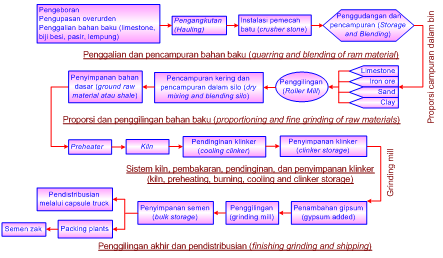 Pengeboran
Pengupasan overurden
Penggalian bahan baku (limestone,
biji besi, pasir, lempung)
Pengangkutan
(Hauling)
Instalasi pemecah
batu (crusher stone)
Penggudangan dan
pencampuran (Storage
and Blending)
Proporsi campuran dalam bin
Penggalian dan pencampuran bahan baku (quarring and blending of ram material)
Penyimpanan bahan
dasar (ground raw
material atau shale)
Pencampuran kering dan
pencampuran dalam silo (dry
mixing and blending silo)
Penggilingan
(Roller Mill)
Limestone
Iron ore
Sand
Clay
Proporsi dan penggilingan bahan baku (proportioning and fine grinding of raw materials)
Preheater
Kiln
Pendinginan klinker
(cooling clinker)
Penyimpanan klinker
(clinker storage)
Sistem kiln, pembakaran, pendinginan, dan penyimpanan klinker
(kiln, preheating, burning, cooling and clinker storage)
Grinding mill
Pendistribusian
melalui capsule truck
Semen zak
Packing plants
Penyimpanan semen
(bulk storage)
Penggilingan
(grinding mill)
Penambahan gipsum
(gypsum added)
Penggilingan akhir dan pendistribusian (finishing grinding and shipping)